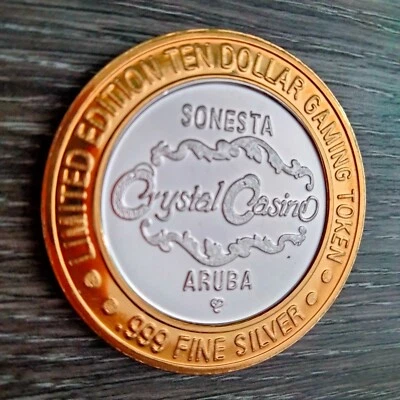 LIMITED EDITION TEN DOLLAR GAMING TOKEN
SONESTA
Crystal Casino
ARUBA
.999 FINE SILVER